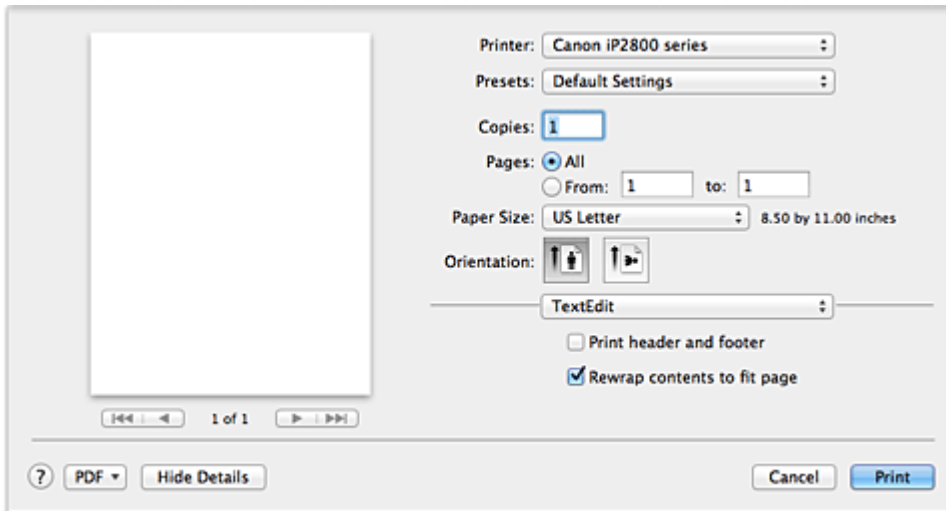 Printer: Canon iP2800 series
Presets: Default Settings
Copies: 1
Pages: All
From: 1 to: 1
Paper Size: US Letter 8.50 by 11.00 inches
Orientation:
TextEdit
Print header and footer
Rewrap contents to fit page
1 of 1
? PDF Hide Details Cancel Print